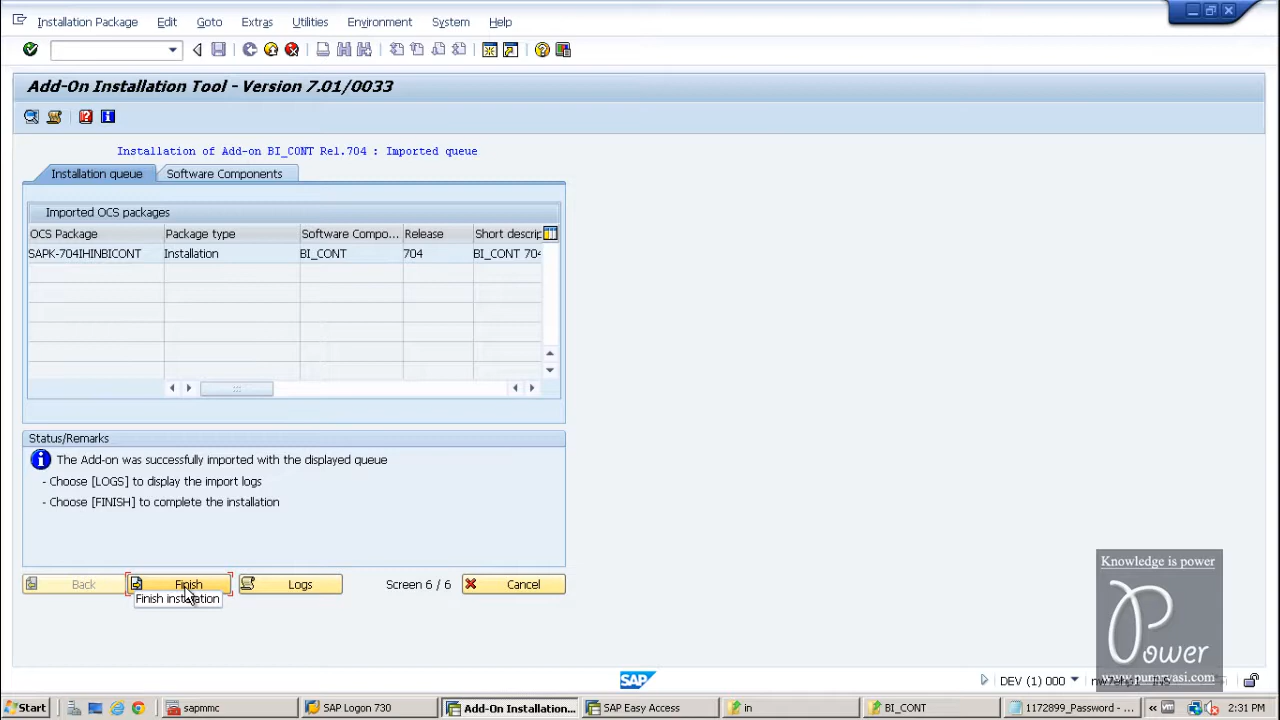 Installation Package Edit Goto Extras Utilities Environment System Help
Add-On Installation Tool - Version 7.01/0033
Installation of Add-on BI_CONT Rel.704 : Imported queue
Installation queue Software Components
Imported OCS packages
OCS Package Package type Software Compo... Release Short descrip
SAPK-704IHINBICONT Installation BI_CONT 704 BI_CONT 704
Status/Remarks
The Add-on was successfully imported with the displayed queue
- Choose [LOGS] to display the import logs
- Choose [FINISH] to complete the installation
Back Finish Logs Screen 6 / 6 Cancel
Finish installation
Knowledge is power
Power
SAP
DEV (1) 000
Start sapmmc SAP Logon 730 Add-On Installation... SAP Easy Access in BI_CONT 1172899_Password - ... 2:31 PM